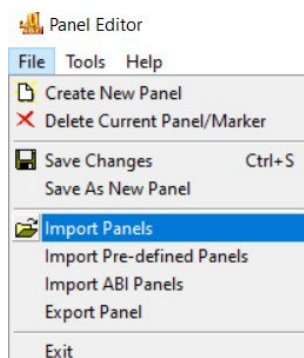 Panel Editor
File Tools Help
Create New Panel
Delete Current Panel/Marker
Save Changes Ctrl+S
Save As New Panel
Import Panels
Import Pre-defined Panels
Import ABI Panels
Export Panel
Exit